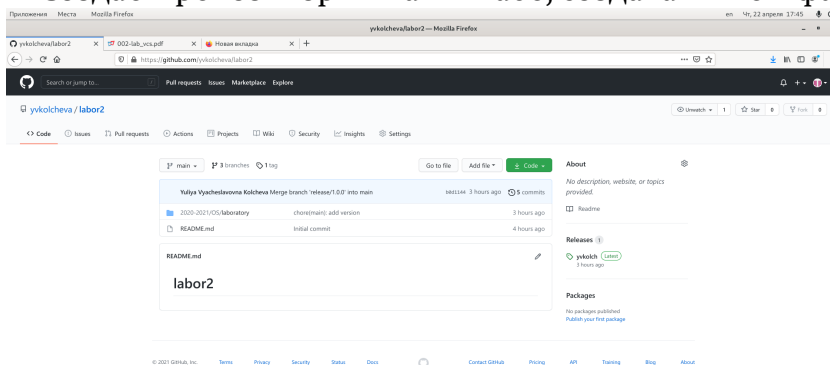 Приложения Места Mozilla Firefox en Чт, 22 апреля 17:45
yvkolcheva/labor2 — Mozilla Firefox
yvkolcheva/labor2 × 002-lab_vcs.pdf × Новая вкладка × +
https://github.com/yvkolcheva/labor2
Search or jump to... / Pull requests Issues Marketplace Explore
yvkolcheva / labor2 Unwatch 1 Star 0 Fork 0
Code Issues Pull requests Actions Projects Wiki Security Insights Settings
main 3 branches 1 tag Go to file Add file Code About
No description, website, or topics provided.
Yuliya Vyacheslavovna Kolcheva Merge branch 'release/1.0.0' into main 3 hours ago 5 commits
2020-2021/OS/laboratory chore(main): add version 3 hours ago
README.md Initial commit 4 hours ago
Readme
README.md
labor2
Releases 1
yvkolch Latest
3 hours ago
Packages
No packages published
Publish your first package
© 2021 GitHub, Inc. Terms Privacy Security Status Docs Contact GitHub Pricing API Training Blog About